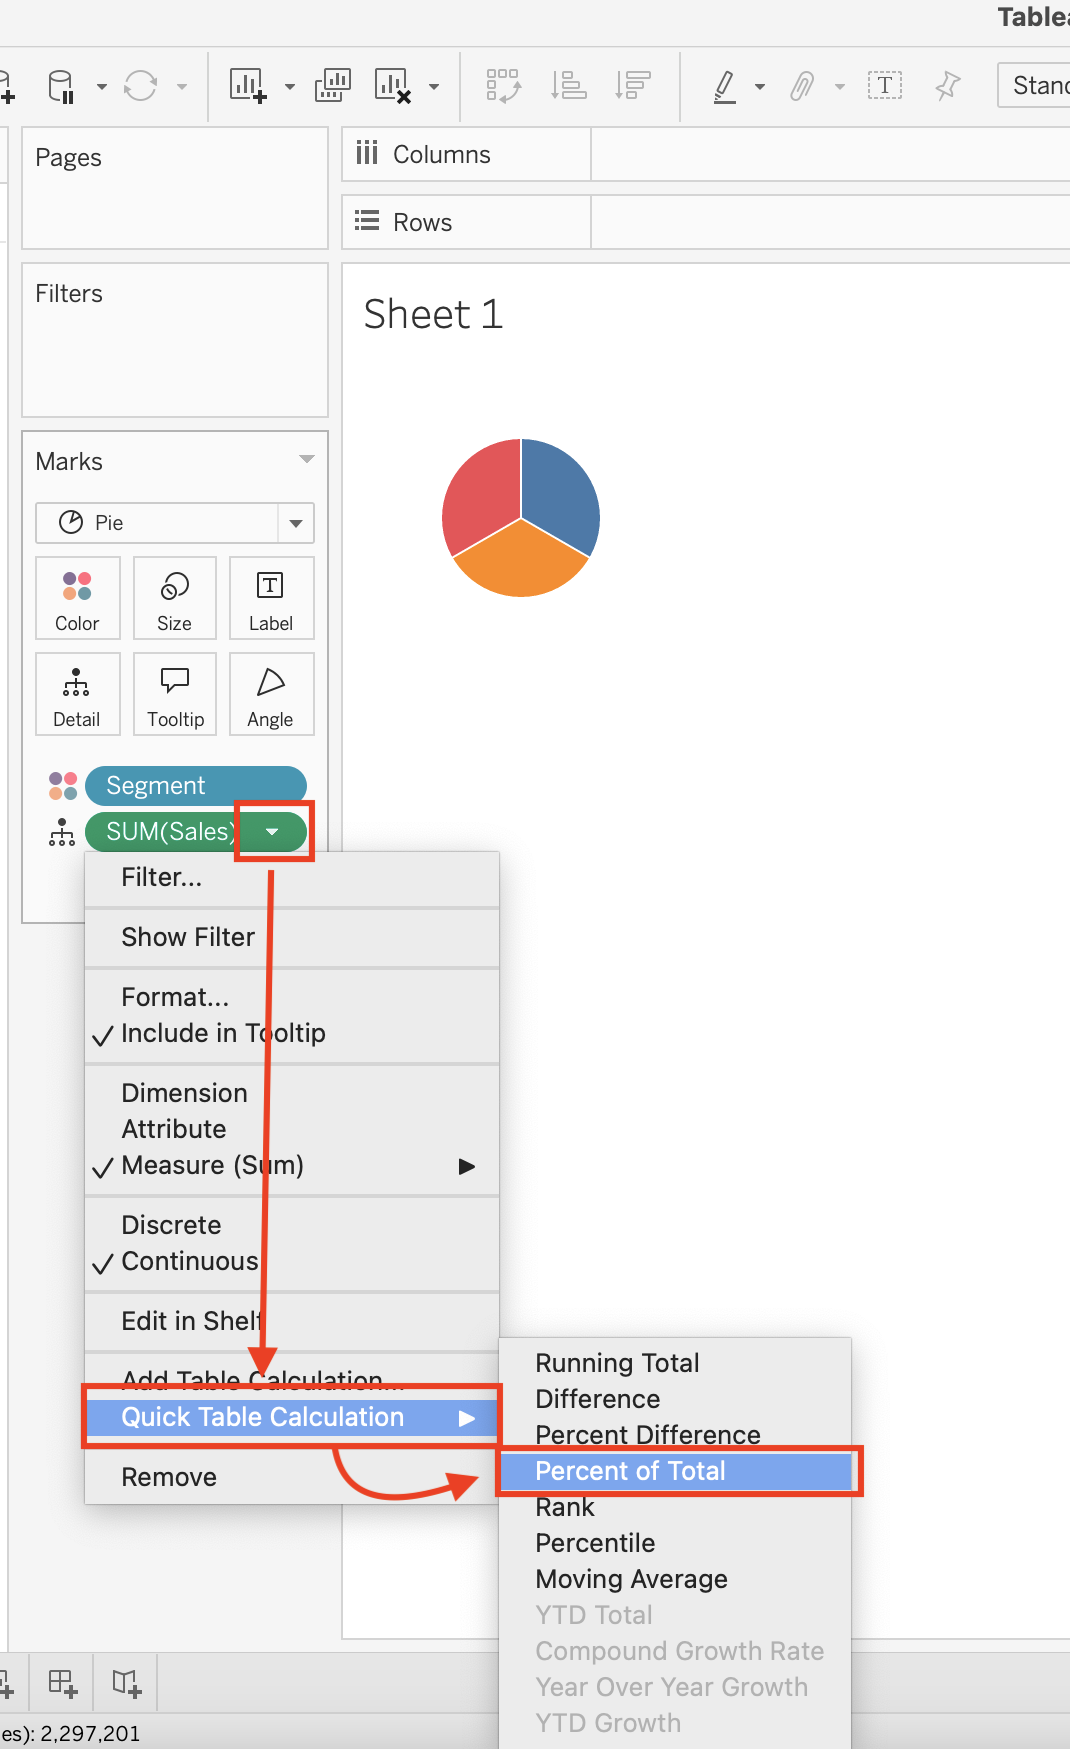 Tablea
Stand
Pages
Columns
Rows
Filters
Sheet 1
Marks
Pie
Color
Size
T
Label
Detail
Tooltip
Angle
Segment
SUM(Sales)
Filter...
Show Filter
Format...
Include in Tooltip
Dimension
Attribute
Measure (Sum)
Discrete
Continuous
Edit in Shelf
Add Table Calculation...
Quick Table Calculation
Remove
Running Total
Difference
Percent Difference
Percent of Total
Rank
Percentile
Moving Average
YTD Total
Compound Growth Rate
Year Over Year Growth
YTD Growth
es): 2,297,201